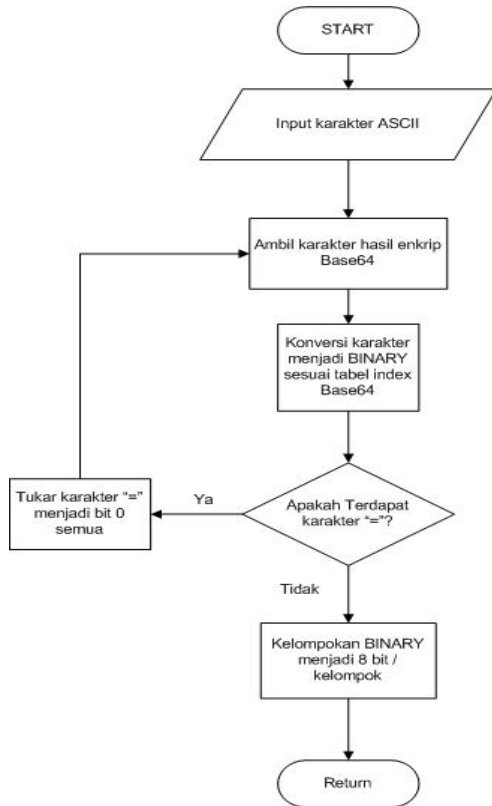 START
Input karakter ASCII
Ambil karakter hasil enkrip
Base64
Konversi karakter
menjadi BINARY
sesuai tabel index
Base64
Apakah Terdapat
karakter “=”?
Ya
Tukar karakter “=”
menjadi bit 0
semua
Tidak
Kelompokan BINARY
menjadi 8 bit /
kelompok
Return